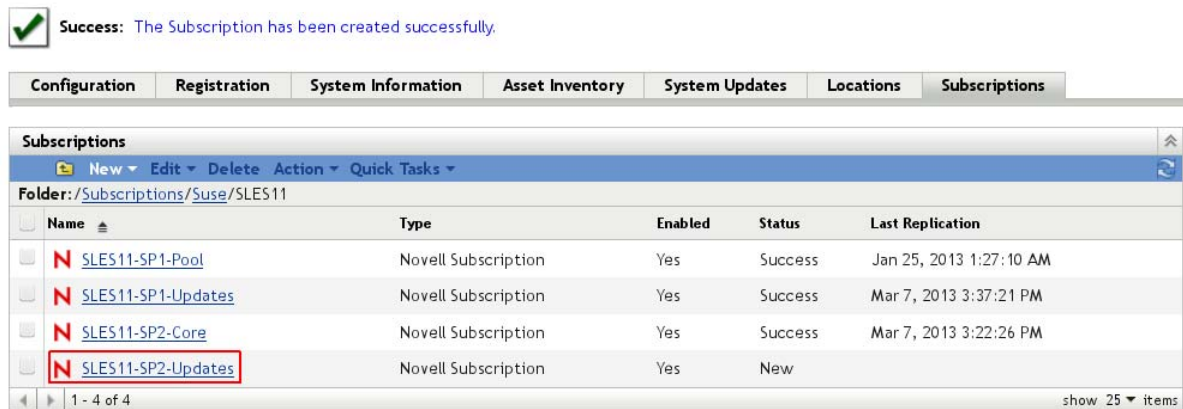 Success: The Subscription has been created successfully.
Configuration Registration System Information Asset Inventory System Updates Locations Subscriptions
Subscriptions
New Edit Delete Action Quick Tasks
Folder:/Subscriptions/Suse/SLES11
Name Type Enabled Status Last Replication
N SLES11-SP1-Pool Novell Subscription Yes Success Jan 25, 2013 1:27:10 AM
N SLES11-SP1-Updates Novell Subscription Yes Success Mar 7, 2013 3:37:21 PM
N SLES11-SP2-Core Novell Subscription Yes Success Mar 7, 2013 3:22:26 PM
N SLES11-SP2-Updates Novell Subscription Yes New
1 - 4 of 4 show 25 items